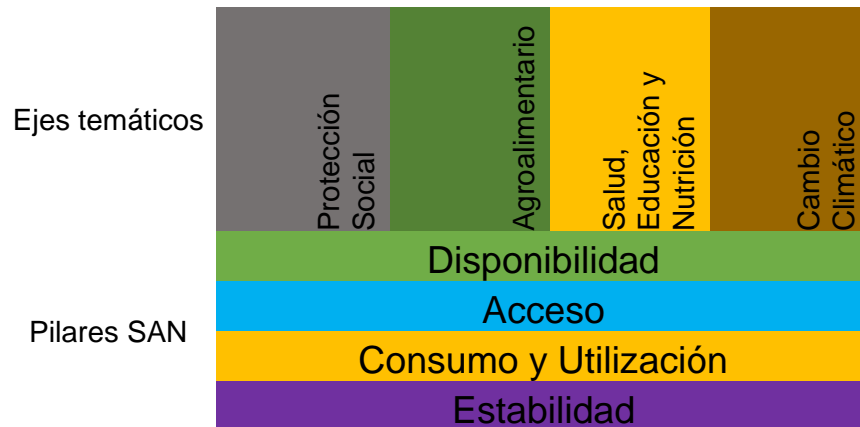 Ejes temáticos
Protección
Social
Agroalimentario
Salud,
Educación y
Nutrición
Cambio
Climático
Pilares SAN
Disponibilidad
Acceso
Consumo y Utilización
Estabilidad